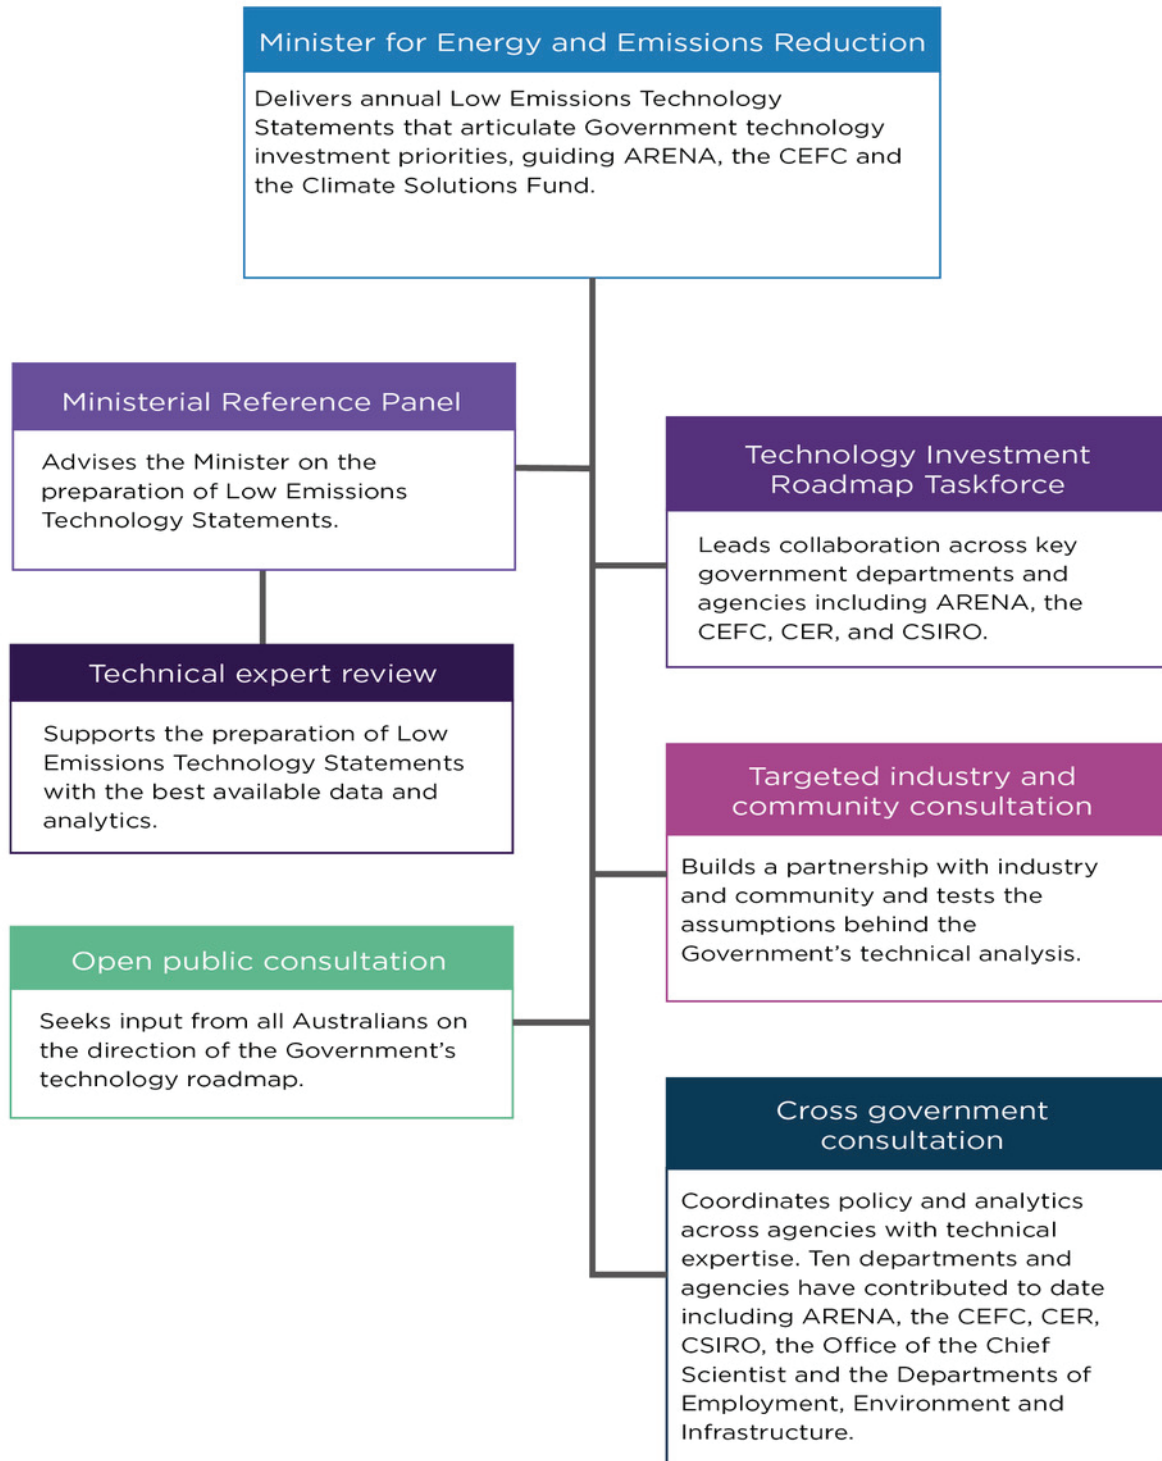 Minister for Energy and Emissions Reduction
Delivers annual Low Emissions Technology
Statements that articulate Government technology
investment priorities, guiding ARENA, the CEFC and
the Climate Solutions Fund.
Ministerial Reference Panel
Advises the Minister on the
preparation of Low Emissions
Technology Statements.
Technology Investment
Roadmap Taskforce
Leads collaboration across key
government departments and
agencies including ARENA, the
CEFC, CER, and CSIRO.
Technical expert review
Supports the preparation of Low
Emissions Technology Statements
with the best available data and
analytics.
Targeted industry and
community consultation
Builds a partnership with industry
and community and tests the
assumptions behind the
Government’s technical analysis.
Open public consultation
Seeks input from all Australians on
the direction of the Government’s
technology roadmap.
Cross government
consultation
Coordinates policy and analytics
across agencies with technical
expertise. Ten departments and
agencies have contributed to date
including ARENA, the CEFC, CER,
CSIRO, the Office of the Chief
Scientist and the Departments of
Employment, Environment and
Infrastructure.